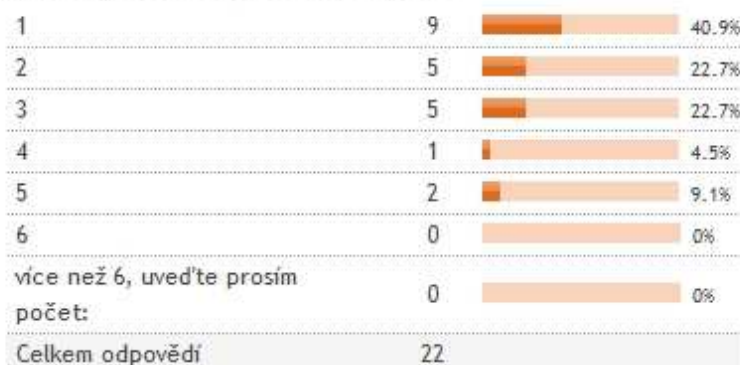 1 9 40.9%
2 5 22.7%
3 5 22.7%
4 1 4.5%
5 2 9.1%
6 0 0%
více než 6, uveďte prosím
počet: 0 0%
Celkem odpovědí 22